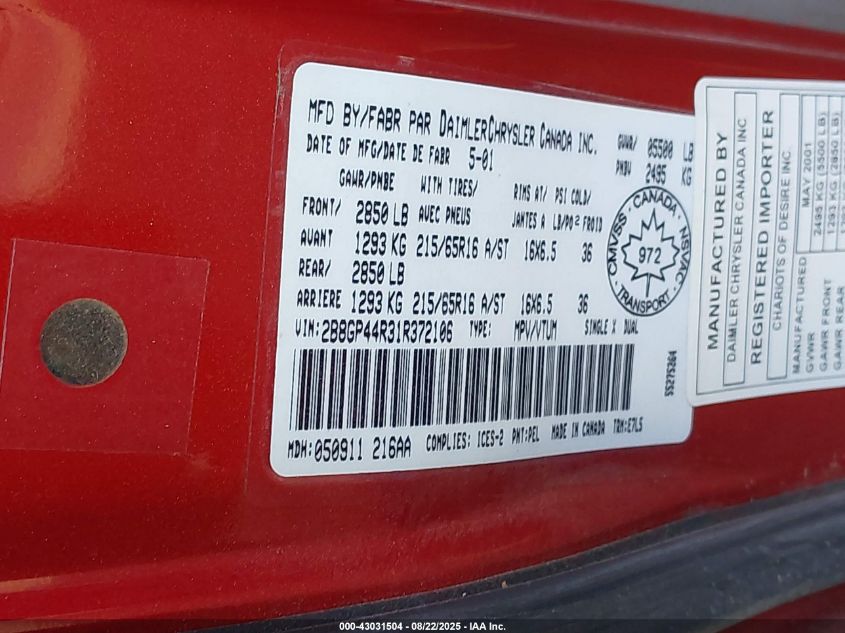 MFD BY/FABR PAR DAIMLERCHRYSLER CANADA INC.
DATE OF MFG/DATE DE FABR 5-01
GVWR/ 05500 LB
PNBV 2495 KG
GAWR/PNBE WITH TIRES/ RIMS AT/ PSI COLD/
FRONT/ 2850 LB AVEC PNEUS JANTES A LB/PO² FROID
AVANT 1293 KG 215/65R16 A/ST 16X6.5 36
REAR/ 2850 LB
ARRIERE 1293 KG 215/65R16 A/ST 16X6.5 36
VIN: 2B8GP44R31R372106 TYPE: MPV/VTUM SINGLE X DUAL
CMVSS · CANADA · NSVAC
972
TRANSPORT
55275264
MDH: 050911 216AA COMPLIES: ICES-2 PNT: PEL MADE IN CANADA TRM: E7L5
MANUFACTURED BY
DAIMLER CHRYSLER CANADA INC
REGISTERED IMPORTER
CHARIOTS OF DESIRE INC.
MANUFACTURED MAY 2001
GVWR 2495 KG (5500 LB)
GAWR FRONT 1293 KG (2850 LB)
GAWR REAR
000-43031504 - 08/22/2025 - IAA Inc.